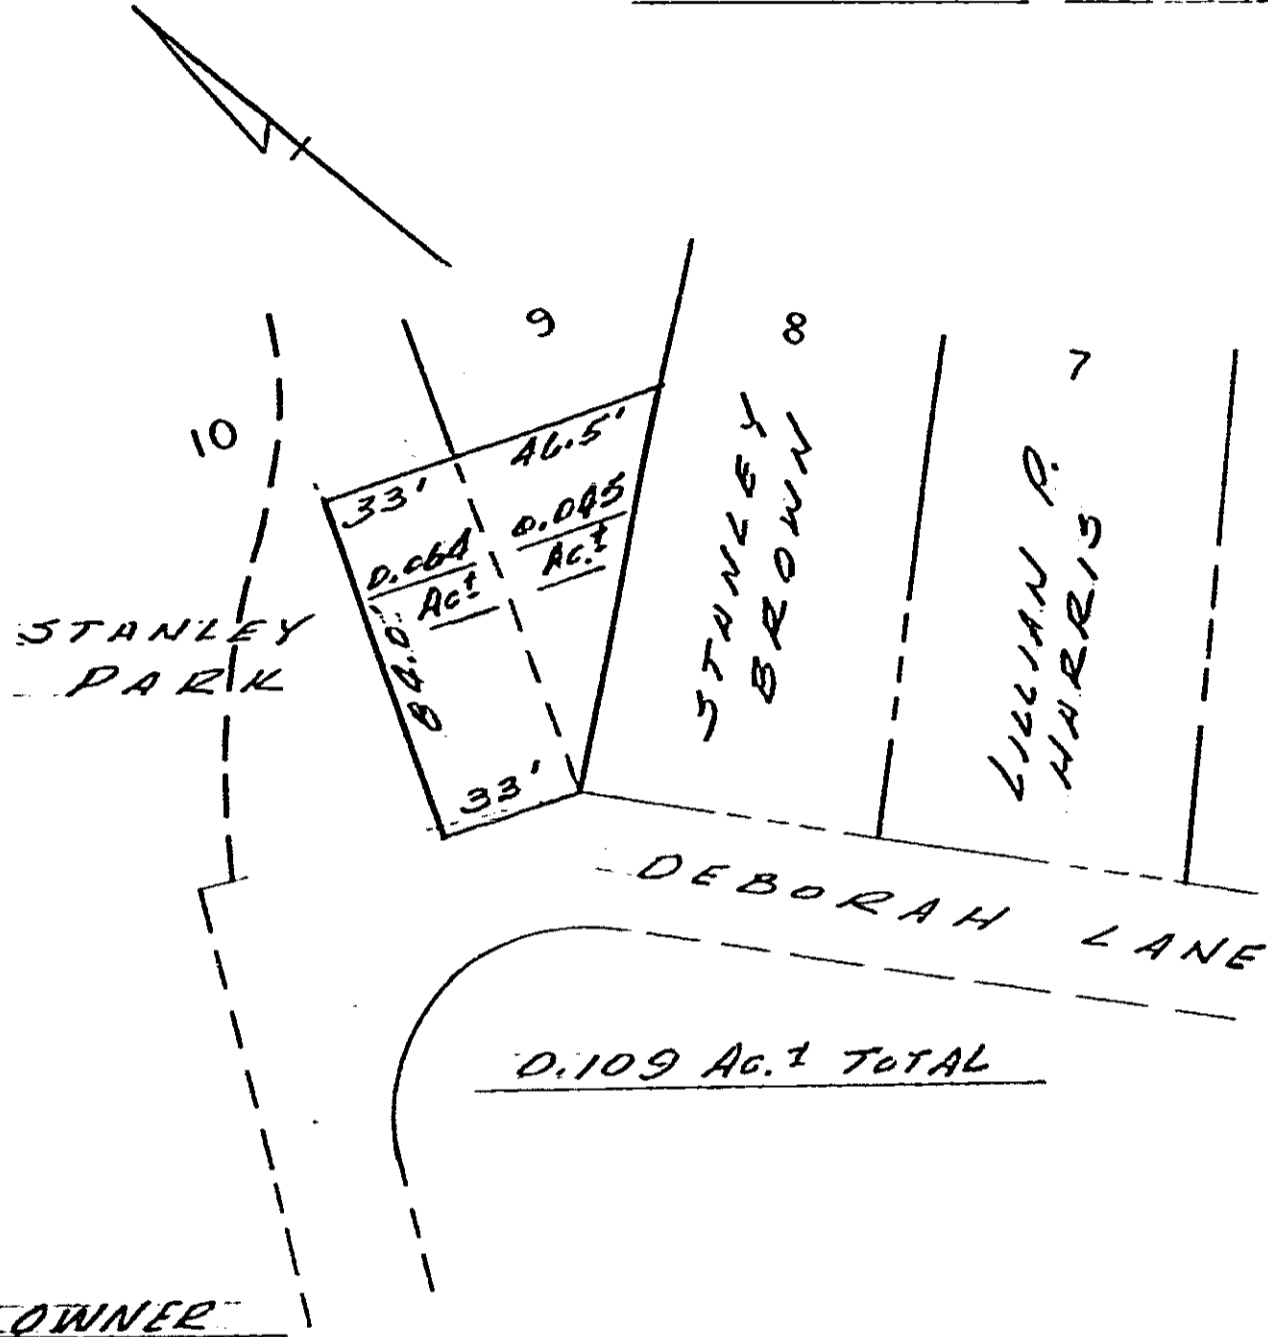 9
8
7
10
46.5'
33'
0.064
Ac.±
0.045
Ac.±
84.0'
33'
STANLEY
PARK
STANLEY
BROWN
LILLIAN P.
HARRIS
DEBORAH LANE
0.109 Ac.± TOTAL
OWNER